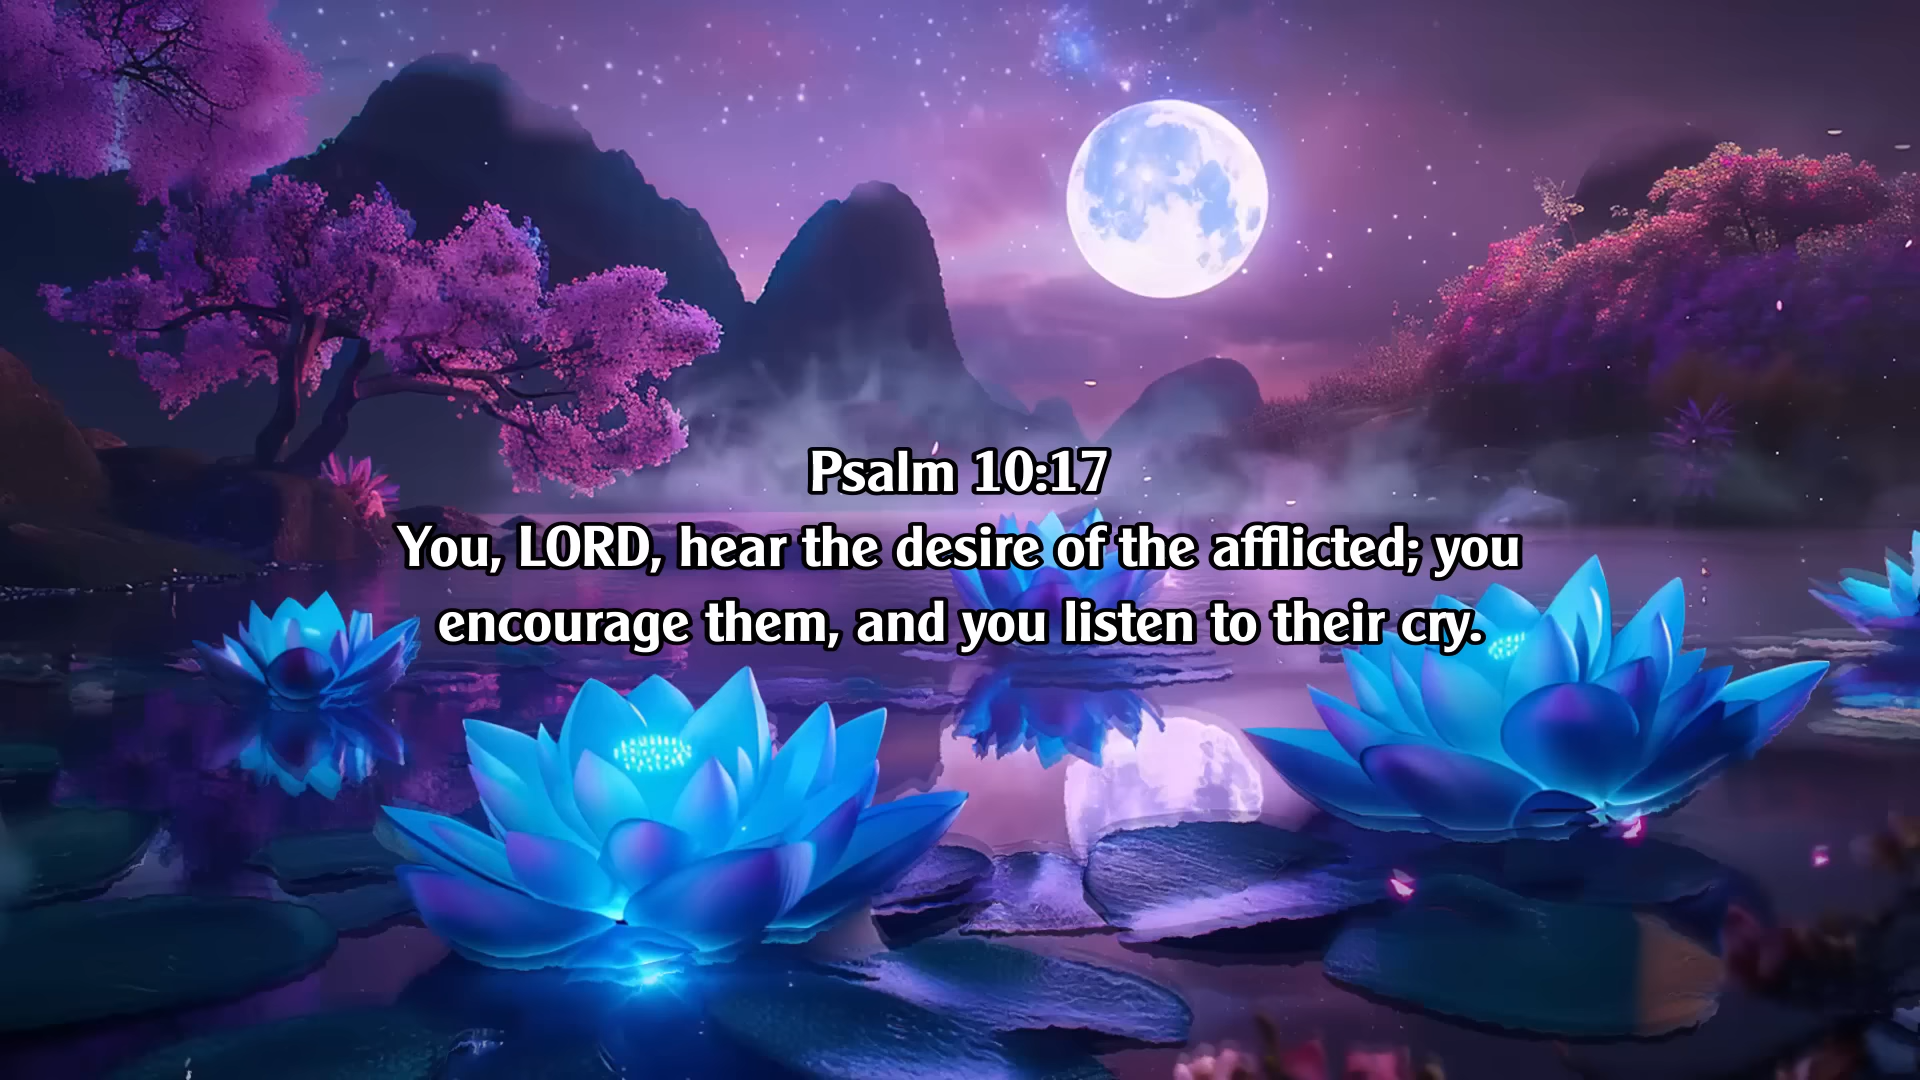 Psalm 10:17
You, LORD, hear the desire of the afflicted; you
encourage them, and you listen to their cry.